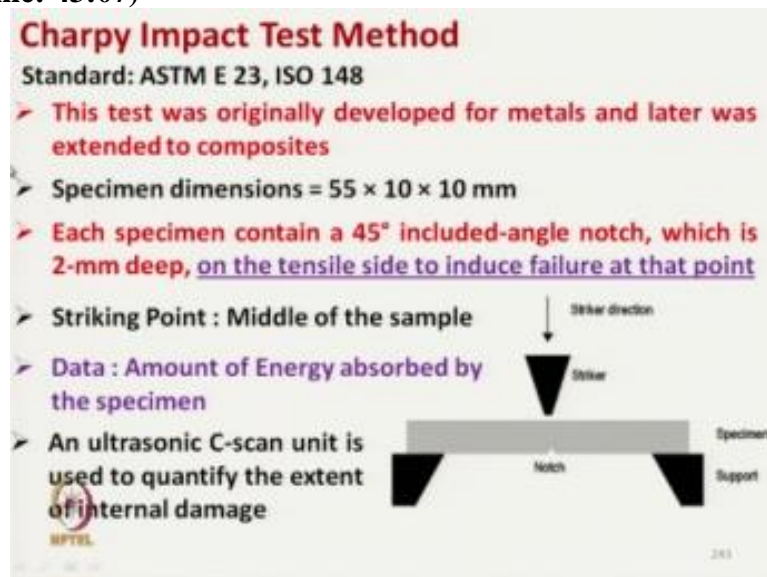 Charpy Impact Test Method
Standard: ASTM E 23, ISO 148
➢ This test was originally developed for metals and later was
extended to composites
➢ Specimen dimensions = 55 × 10 × 10 mm
➢ Each specimen contain a 45° included-angle notch, which is
2-mm deep, on the tensile side to induce failure at that point
➢ Striking Point : Middle of the sample
➢ Data : Amount of Energy absorbed by
the specimen
➢ An ultrasonic C-scan unit is
used to quantify the extent
of internal damage
Striker direction
Striker
Specimen
Notch
Support
NPTEL
243